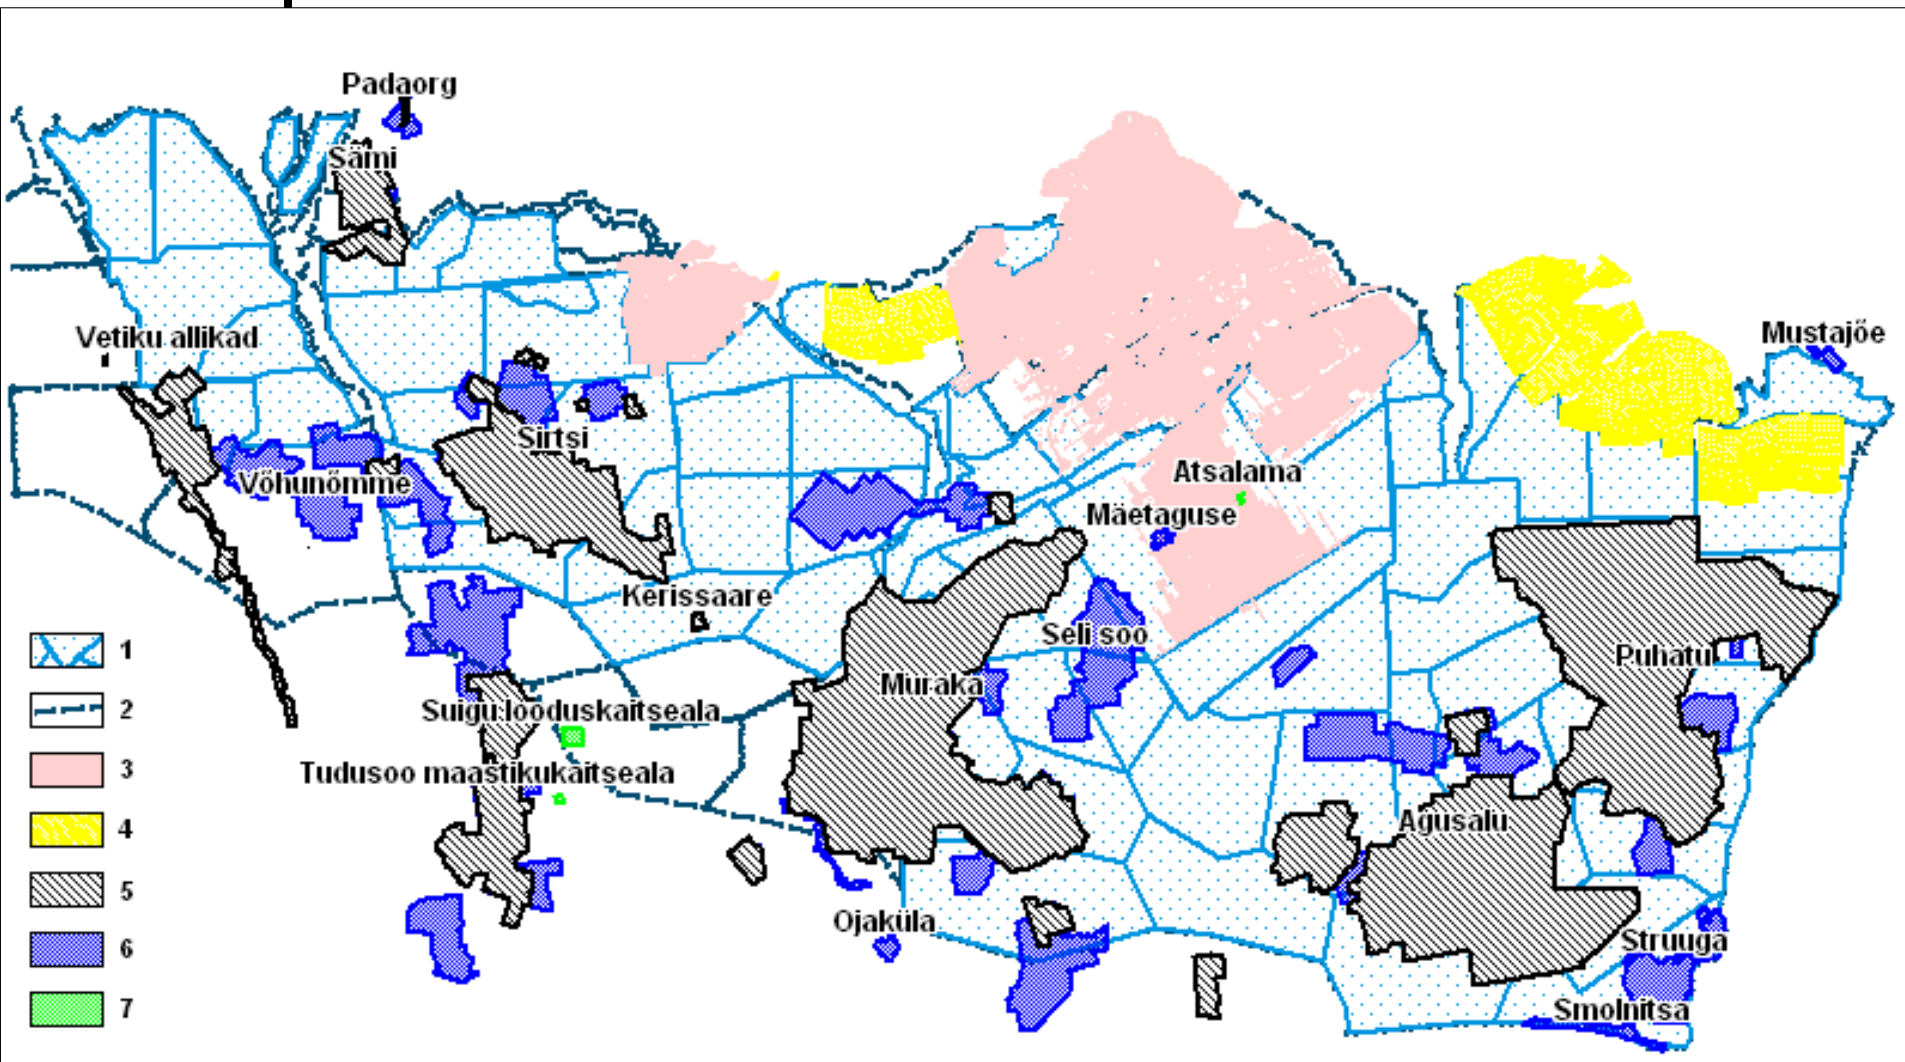 Padaorg
Sämi
Vetiku allikad
Mustajõe
Sirtsi
Atsalama
Võhunõmme
Mäetaguse
Kerissaare
Seli soo
1
Puhatu
Muraka
2
Suigu looduskaitseala
3
Tudusoo maastikukaitseala
4
Agusalu
5
Ojaküla
6
Struuga
7
Smolnitsa